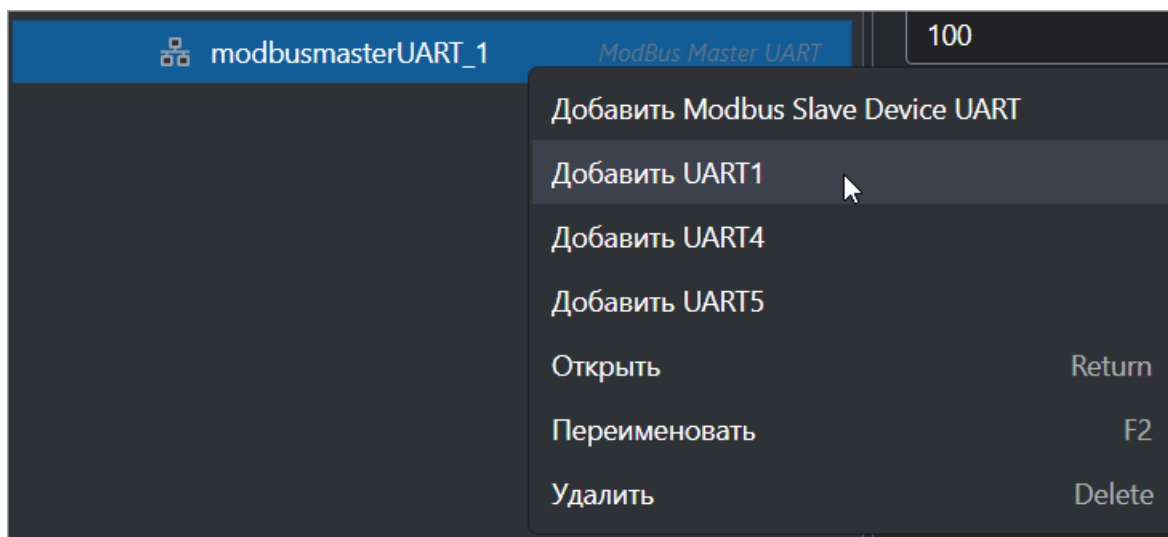 modbusmasterUART_1 ModBus Master UART 100
Добавить Modbus Slave Device UART
Добавить UART1
Добавить UART4
Добавить UART5
Открыть Return
Переименовать F2
Удалить Delete